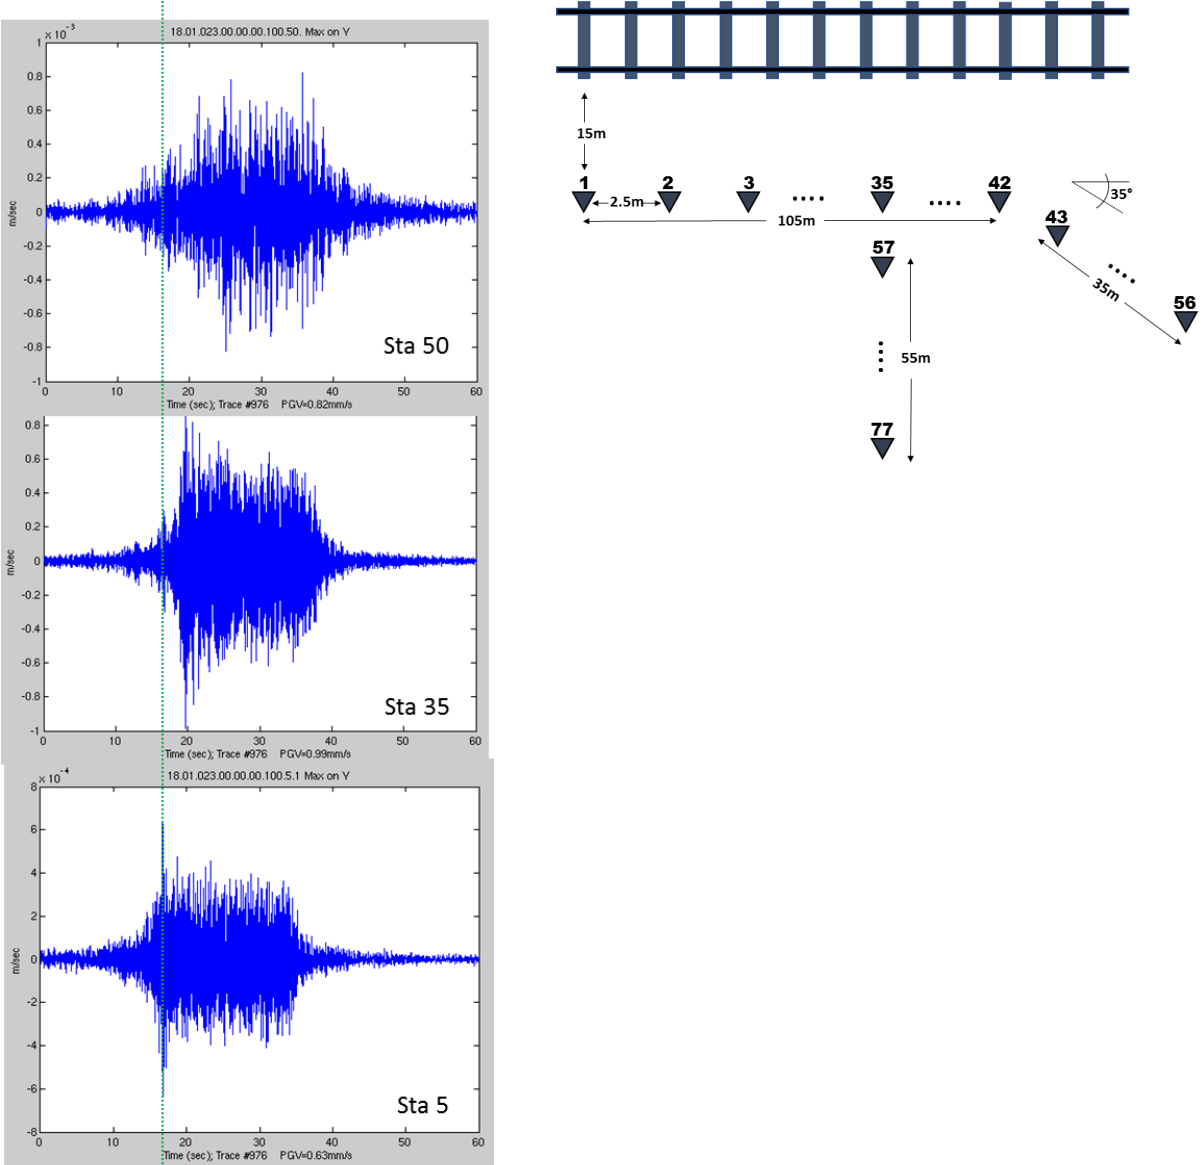 × 10⁻³
18.01.023.00.00.00.100.50. Max on Y
1
0.8
0.6
0.4
0.2
0
-0.2
-0.4
-0.6
-0.8
-1
m/sec
Sta 50
0 10 20 30 40 50 60
Time (sec); Trace #976 PGV=0.82mm/s
0.8
0.6
0.4
0.2
0
-0.2
-0.4
-0.6
-0.8
-1
m/sec
Sta 35
0 10 20 30 40 50 60
Time (sec); Trace #976 PGV=0.99mm/s
× 10⁻⁴
18.01.023.00.00.00.100.5.1 Max on Y
8
6
4
2
0
-2
-4
-6
-8
m/sec
Sta 5
0 10 20 30 40 50 60
Time (sec); Trace #976 PGV=0.63mm/s
15m
1 2 3 35 42
2.5m
105m
35°
43
35m
56
57
55m
77